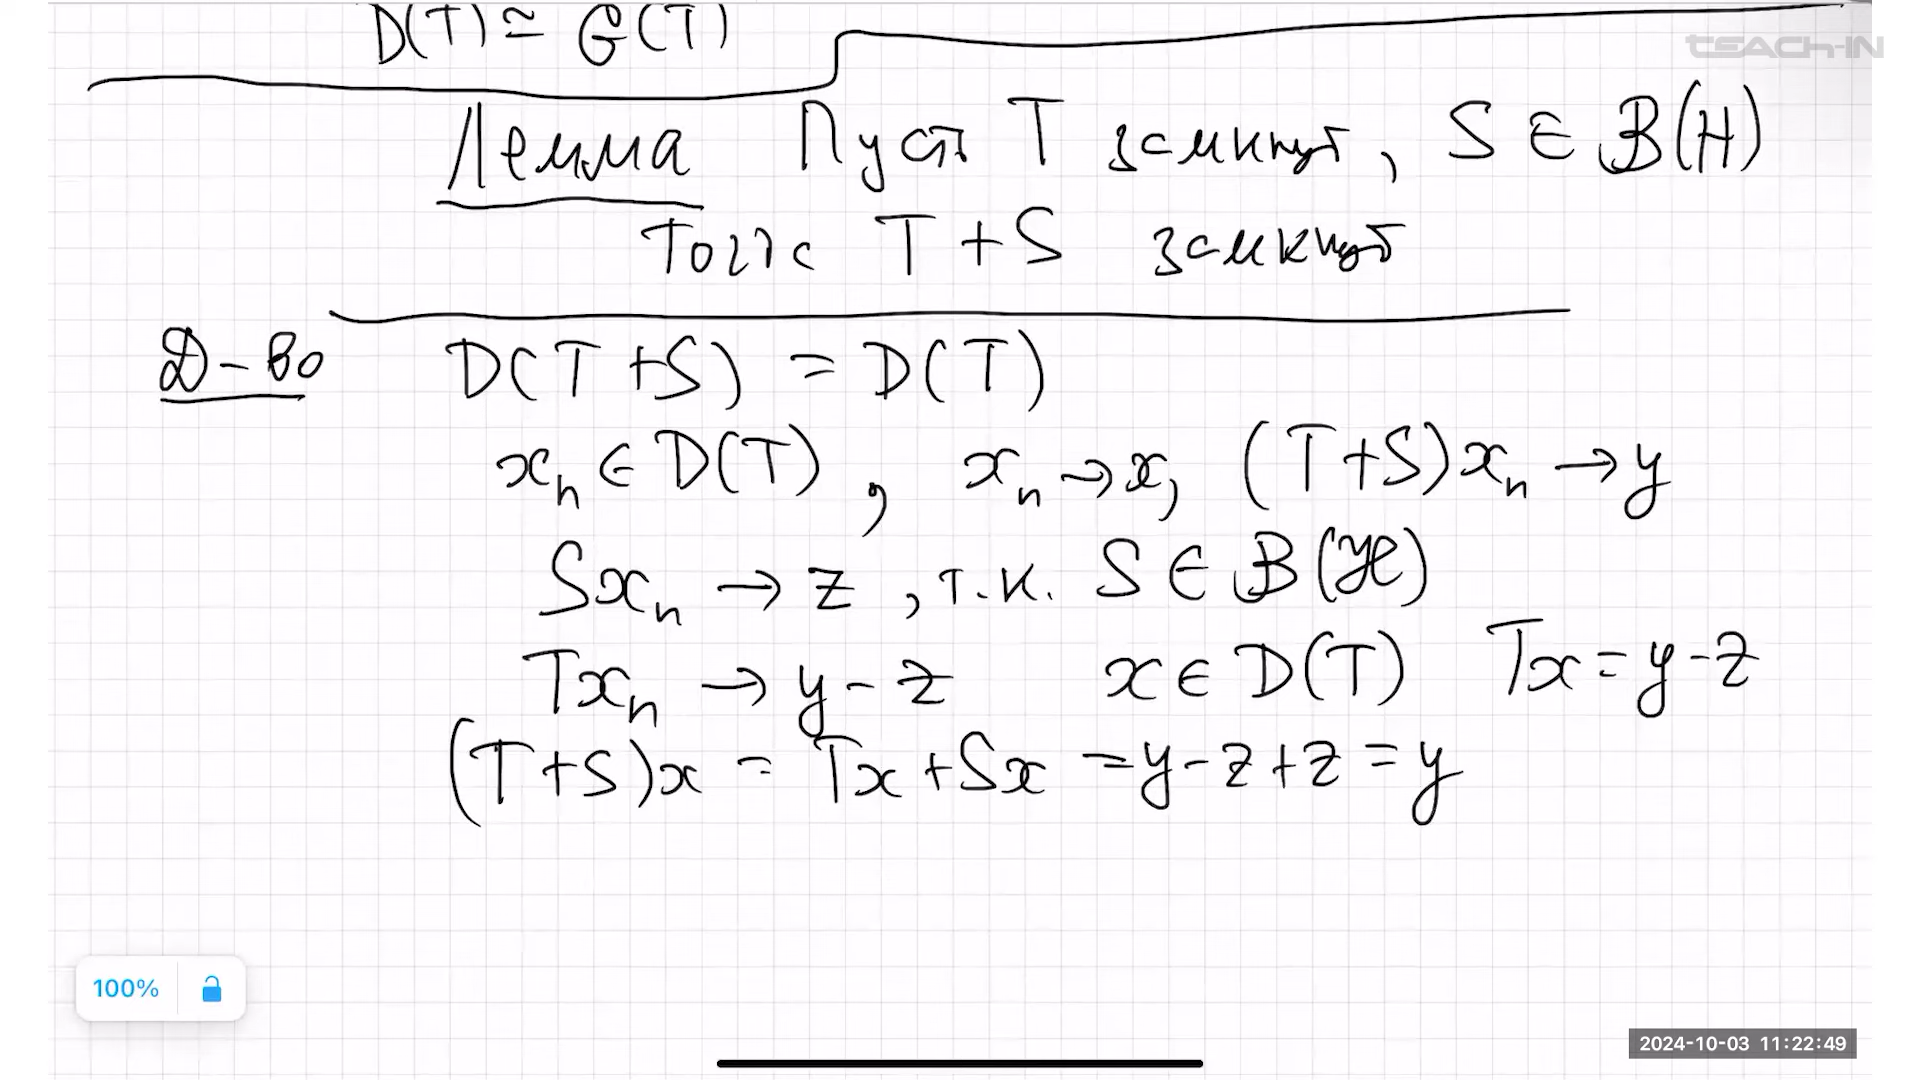 D(T) ≃ G(T)
TEACH-IN
Лемма Пусть T замкнут, S ∈ B(H)
Тогда T + S замкнут
Д-во D(T + S) = D(T)
xₙ ∈ D(T), xₙ → x, (T + S)xₙ → y
Sxₙ → z, т.к. S ∈ B(ℋ)
Txₙ → y - z x ∈ D(T) Tx = y - z
(T + S)x = Tx + Sx = y - z + z = y
100%
2024-10-03 11:22:49